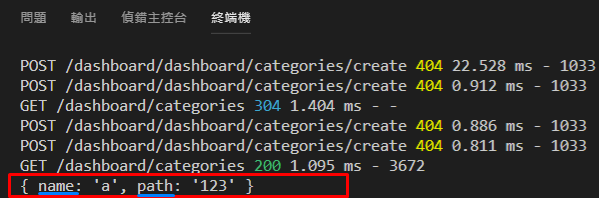 問題 輸出 偵錯主控台 終端機
POST /dashboard/dashboard/categories/create 404 22.528 ms - 1033
POST /dashboard/dashboard/categories/create 404 0.912 ms - 1033
GET /dashboard/categories 304 1.404 ms - -
POST /dashboard/dashboard/categories/create 404 0.886 ms - 1033
POST /dashboard/dashboard/categories/create 404 0.811 ms - 1033
GET /dashboard/categories 200 1.095 ms - 3672
{ name: 'a', path: '123' }